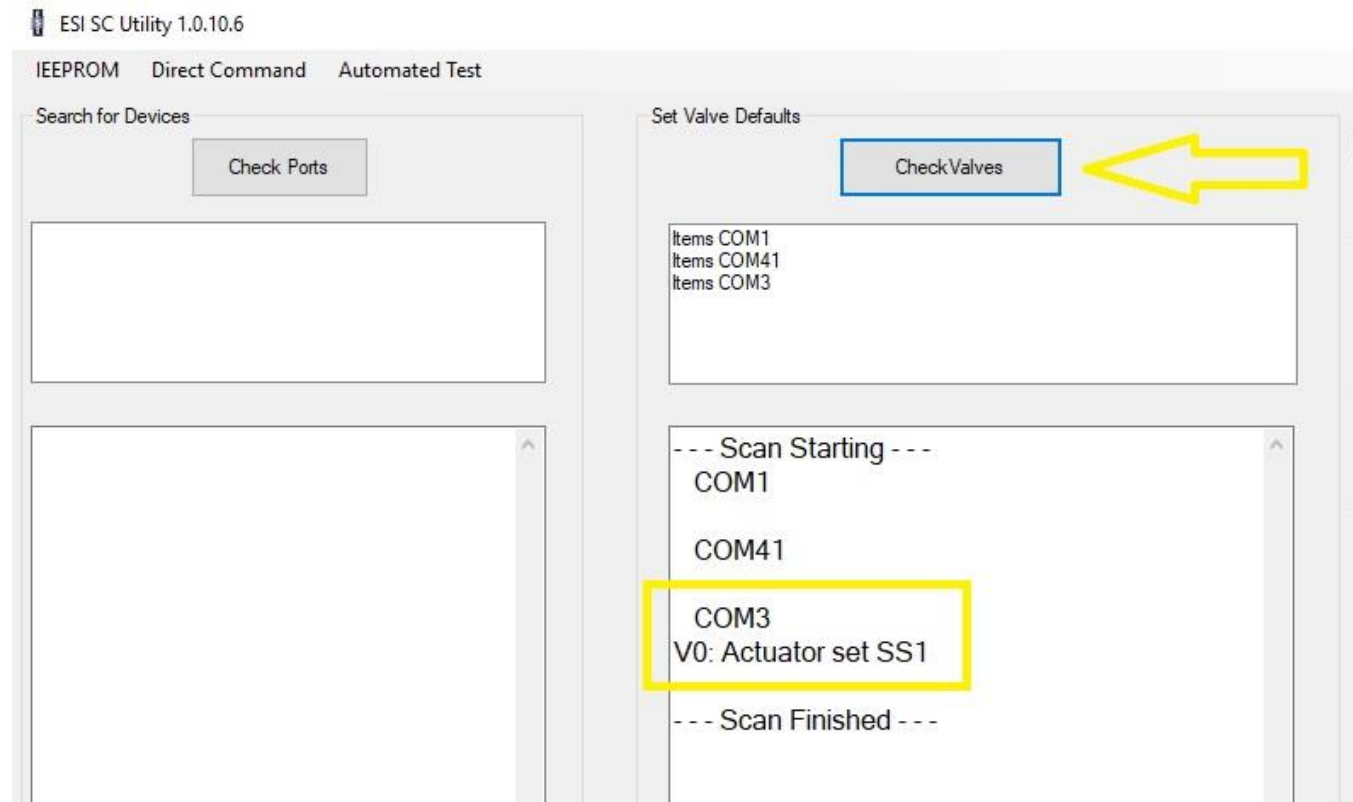 ESI SC Utility 1.0.10.6
IEEPROM Direct Command Automated Test
Search for Devices
Check Ports
Set Valve Defaults
CheckValves
Items COM1
Items COM41
Items COM3
- - - Scan Starting - - -
COM1
COM41
COM3
V0: Actuator set SS1
- - - Scan Finished - - -